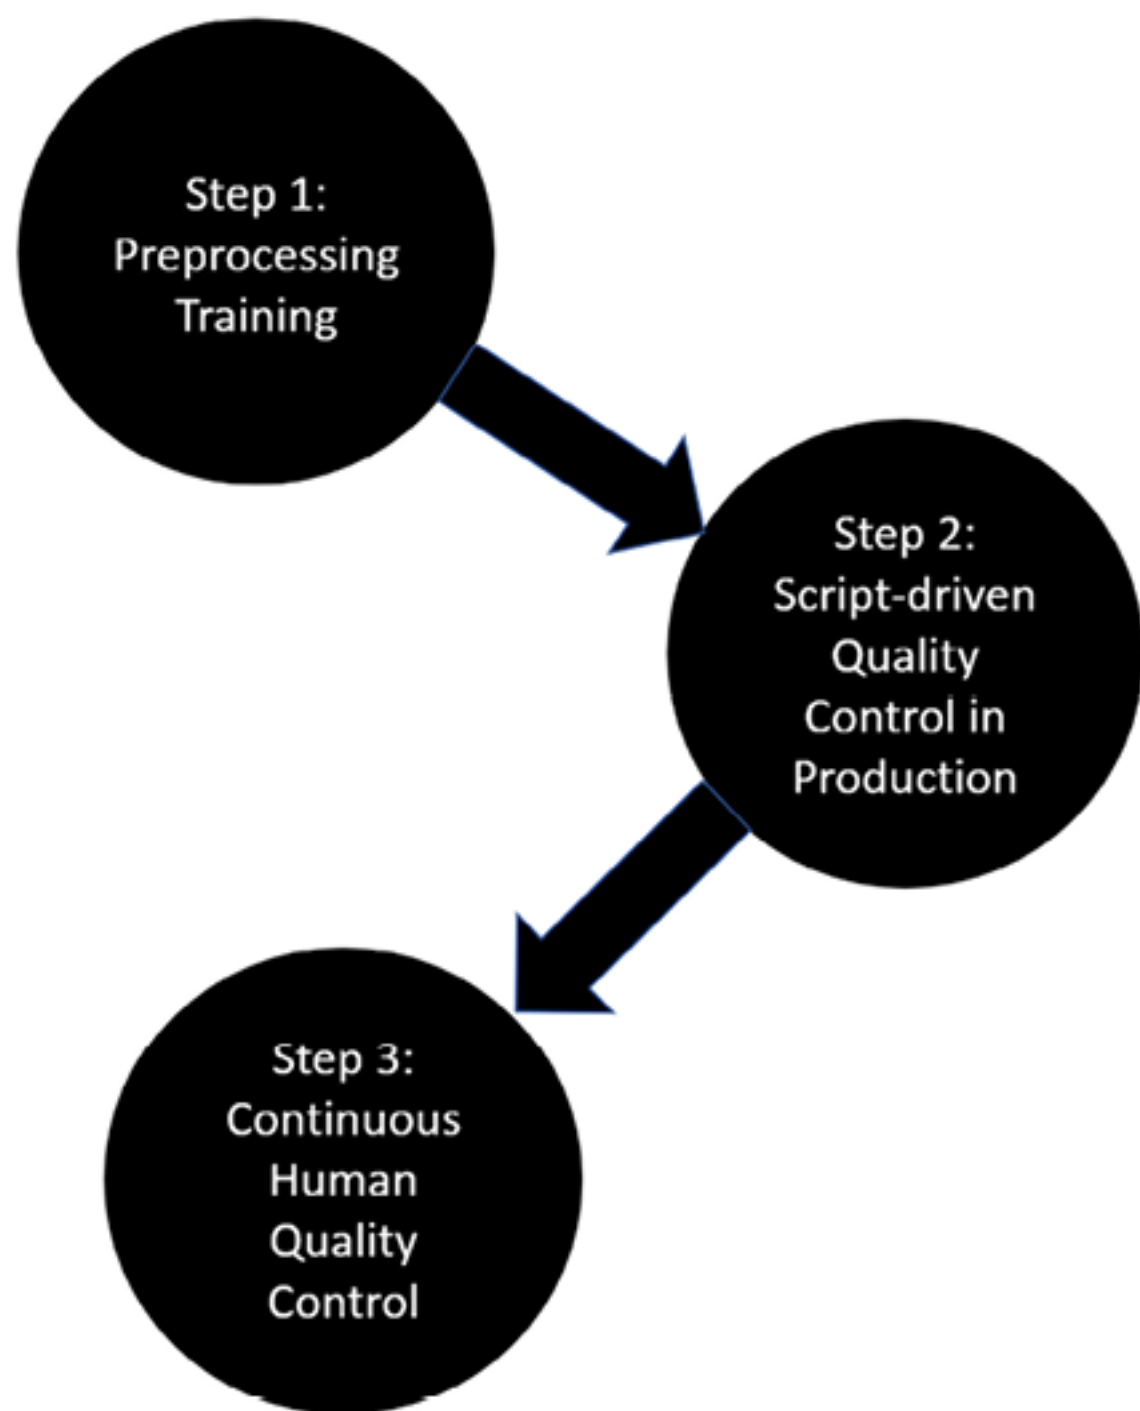 Step 1:
Preprocessing
Training
Step 2:
Script-driven
Quality
Control in
Production
Step 3:
Continuous
Human
Quality
Control